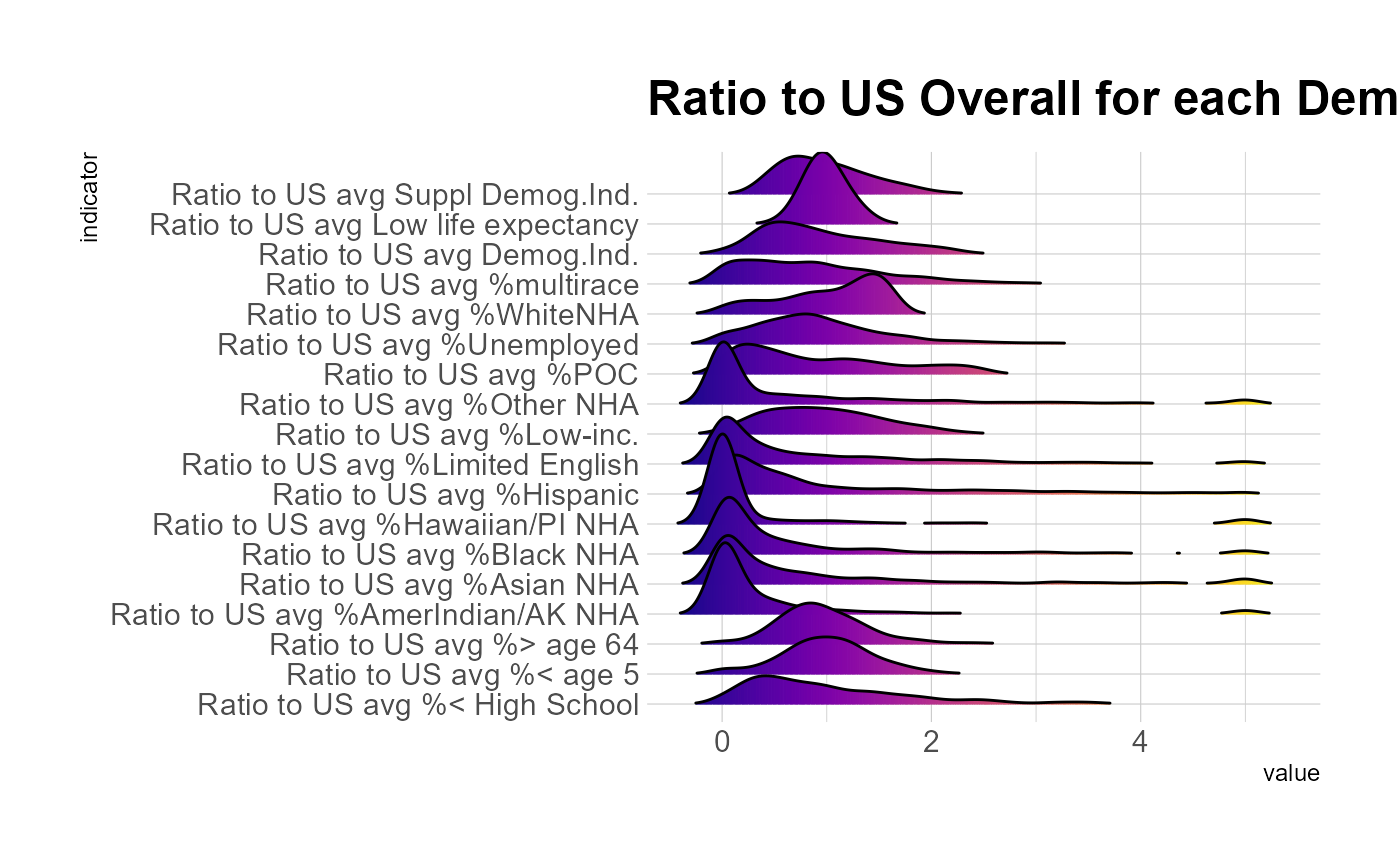 Ratio to US Overall for each Dem
indicator
Ratio to US avg Suppl Demog.Ind.
Ratio to US avg Low life expectancy
Ratio to US avg Demog.Ind.
Ratio to US avg %multirace
Ratio to US avg %WhiteNHA
Ratio to US avg %Unemployed
Ratio to US avg %POC
Ratio to US avg %Other NHA
Ratio to US avg %Low-inc.
Ratio to US avg %Limited English
Ratio to US avg %Hispanic
Ratio to US avg %Hawaiian/PI NHA
Ratio to US avg %Black NHA
Ratio to US avg %Asian NHA
Ratio to US avg %AmerIndian/AK NHA
Ratio to US avg %> age 64
Ratio to US avg %< age 5
Ratio to US avg %< High School
0 2 4
value